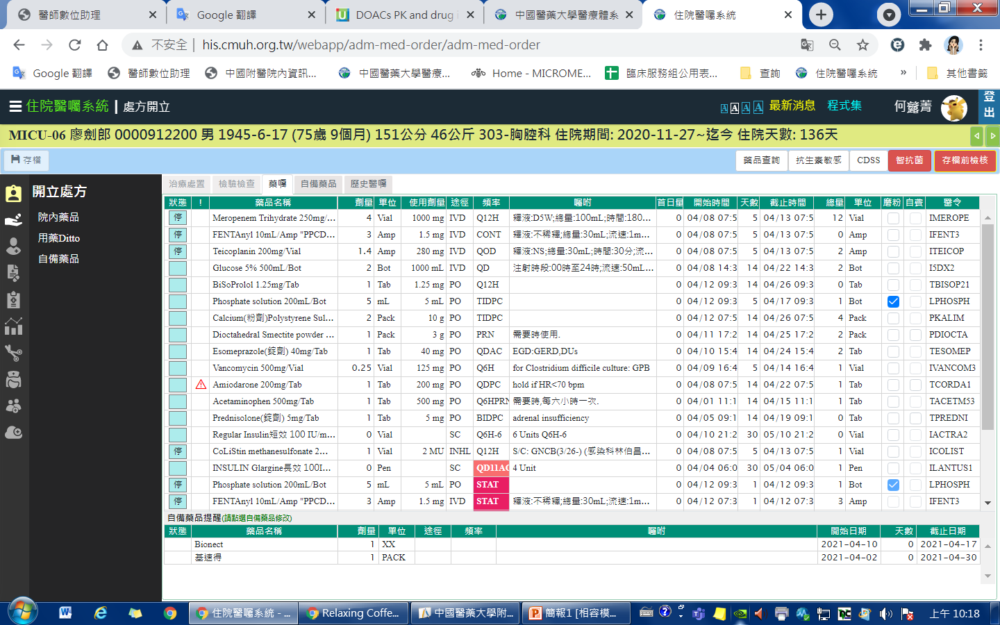 醫師數位助理
Google 翻譯
DOACs PK and drug
中國醫藥大學醫療體系
住院醫囑系統
不安全 | his.cmuh.org.tw/webapp/adm-med-order/adm-med-order
Google 翻譯 醫師數位助理 中國附醫院內資訊... 中國醫藥大學醫療... Home - MICROME... 臨床服務組公用表... 查詢 住院醫囑系統 » 其他書籤
住院醫囑系統 | 處方開立 A A A A 最新消息 程式集 何蘴菁 登出
MICU-06 廖劍郎 0000912200 男 1945-6-17 (75歲 9個月) 151公分 46公斤 303-胸腔科 住院期間: 2020-11-27~迄今 住院天數: 136天
存檔 藥品查詢 抗生素敏感 CDSS 智抗菌 存檔前檢核
開立處方
院內藥品
用藥Ditto
自備藥品
治療處置 檢驗檢查 藥囑 自備藥品 歷史醫囑
狀態 ! 藥品名稱 劑量 單位 使用劑量 途徑 頻率 囑咐 首日量 開始時間 天數 截止時間 總量 單位 磨粉 自費 醫令
停 Meropenem Trihydrate 250mg/... 4 Vial 1000 mg IVD Q12H 釋液:D5W;總量:100mL;時間:180... 0 04/08 07:5 5 04/13 07:5 12 Vial IMEROPE
停 FENTAnyl 10mL/Amp "PPCD... 3 Amp 1.5 mg IVD CONT 釋液:不稀釋;總量:30mL;流速:1m... 0 04/08 07:5 5 04/13 07:5 0 Amp IFENT3
停 Teicoplanin 200mg/Vial 1.4 Amp 280 mg IVD QOD 釋液:NS;總量:30mL;時間:30分;流... 0 04/08 07:5 5 04/13 07:5 2 Amp ITEICOP
Glucose 5% 500mL/Bot 2 Bot 1000 mL IVD QD 注射時段:00時至24時;流速:50mL... 0 04/08 14:3 14 04/22 14:3 2 Bot I5DX2
BiSoProlol 1.25mg/Tab 1 Tab 1.25 mg PO Q12H 0 04/12 09:3 14 04/26 09:3 0 Tab TBISOP21
Phosphate solution 200mL/Bot 5 mL 5 mL PO TIDPC 0 04/12 09:3 5 04/17 09:3 1 Bot LPHOSPH
Calcium(粉劑)Polystyrene Sul... 2 Pack 10 g PO TIDPC 0 04/12 07:5 14 04/26 07:5 4 Pack PKALIM
Dioctahedral Smectite powder ... 1 Pack 3 g PO PRN 需要時使用. 0 04/11 17:2 14 04/25 17:2 2 Pack PDIOCTA
Esomeprazole(錠劑) 40mg/Tab 1 Tab 40 mg PO QDAC EGD:GERD,DUs 0 04/10 15:4 14 04/24 15:4 2 Tab TESOMEP
Vancomycin 500mg/Vial 0.25 Vial 125 mg PO Q6H for Clostridium difficile culture: GPB 0 04/09 16:4 5 04/14 16:4 1 Vial IVANCOM3
Amiodarone 200mg/Tab 1 Tab 200 mg PO QDPC hold if HR<70 bpm 0 04/08 07:5 14 04/22 07:5 1 Tab TCORDA1
Acetaminophen 500mg/Tab 1 Tab 500 mg PO Q6HPRN 需要時,每六小時一次. 0 04/01 11:1 14 04/15 11:1 1 Tab TACETM53
Prednisolone(錠劑) 5mg/Tab 1 Tab 5 mg PO BIDPC adrenal insufficiency 0 04/05 09:1 14 04/19 09:1 0 Tab TPREDNI
Regular Insulin短效 100 IU/m... 0 Vial SC Q6H-6 6 Units Q6H-6 0 04/10 21:2 30 05/10 21:2 0 Vial IACTRA2
停 CoLiStin methanesulfonate 2... 1 Vial 2 MU INHL Q12H S/C: GNCB(3/26-) (感染科林伯昌... 0 04/08 07:5 5 04/13 07:5 1 Vial ICOLIST
INSULIN Glargine長效 100I... 0 Pen SC QD11AC 4 Unit 0 04/04 06:0 30 05/04 06:0 1 Pen ILANTUS1
停 Phosphate solution 200mL/Bot 5 mL 5 mL PO STAT 0 04/12 09:3 1 04/12 09:3 1 Bot LPHOSPH
停 FENTAnyl 10mL/Amp "PPCD... 3 Amp 1.5 mg IVD STAT 釋液:不稀釋;總量:30mL;流速:1m... 0 04/12 07:3 1 04/12 07:3 3 Amp IFENT3
自備藥品提醒(請點選自備藥品修改)
狀態 藥品名稱 劑量 單位 途徑 頻率 囑咐 開始日期 天數 截止日期
Bionect 1 XX 2021-04-10 0 2021-04-17
基速得 1 PACK 2021-04-02 0 2021-04-30
住院醫囑系統 - ... Relaxing Coffe... 中國醫藥大學附... 簡報1 [相容模... 上午 10:18